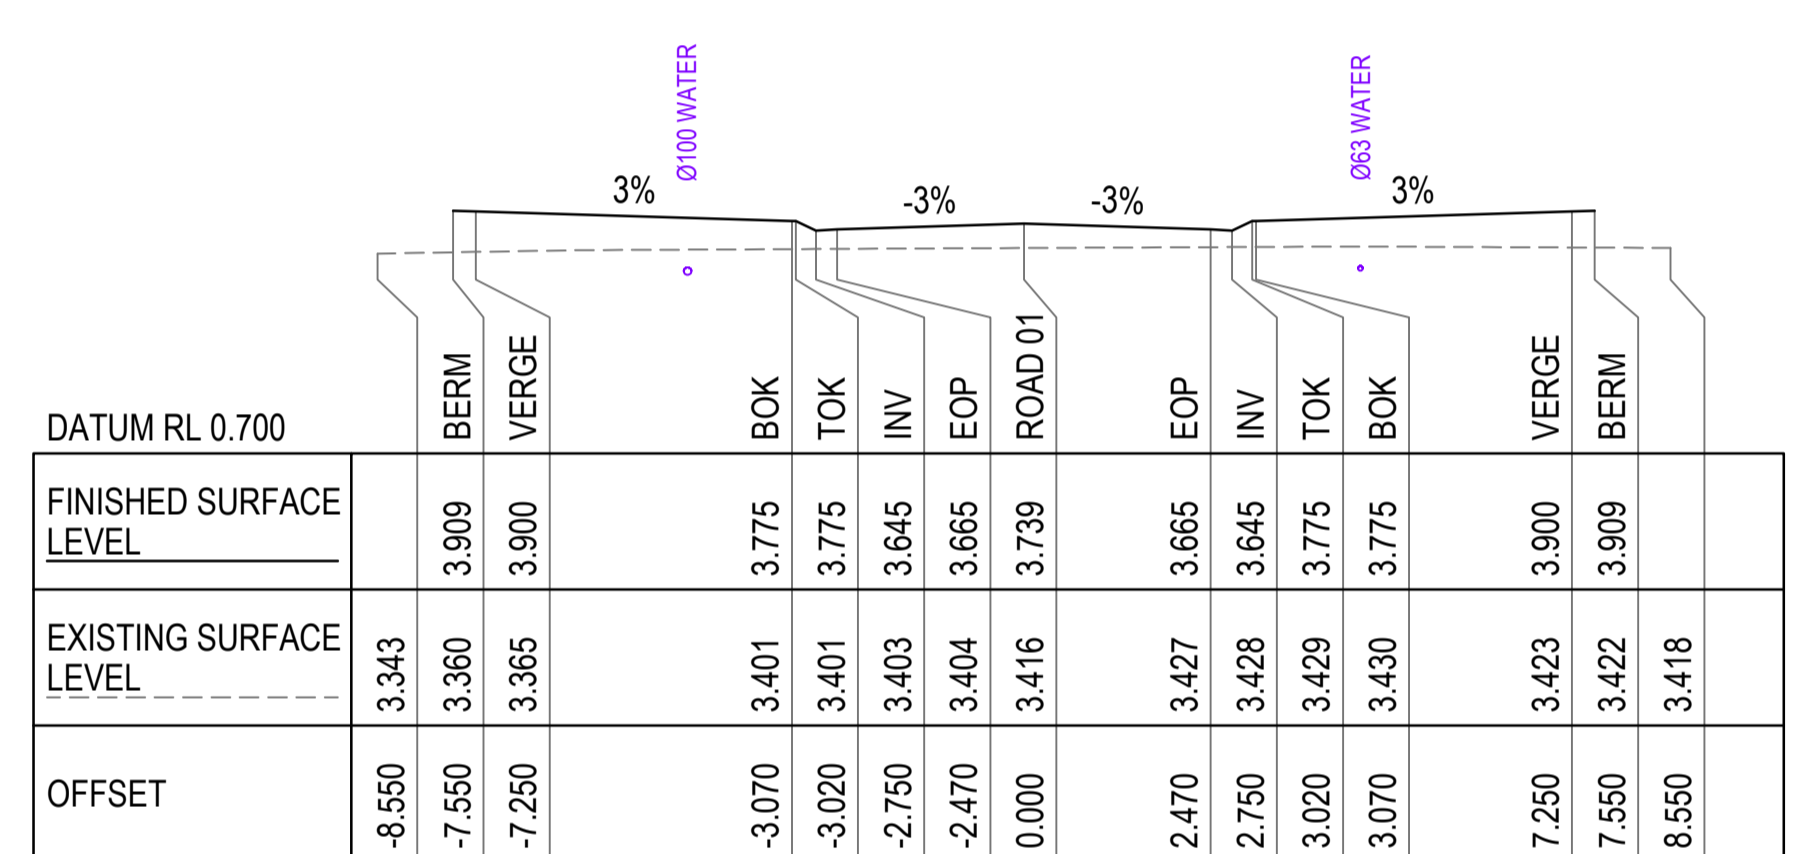 Ø100 WATER
Ø63 WATER
3%
-3%
-3%
3%
BERM
VERGE
BOK
TOK
INV
EOP
ROAD 01
EOP
INV
TOK
BOK
VERGE
BERM
DATUM RL 0.700
FINISHED SURFACE
LEVEL
3.909
3.900
3.775
3.775
3.645
3.665
3.739
3.665
3.645
3.775
3.775
3.900
3.909
EXISTING SURFACE
LEVEL
3.343
3.360
3.365
3.401
3.401
3.403
3.404
3.416
3.427
3.428
3.429
3.430
3.423
3.422
3.418
OFFSET
-8.550
-7.550
-7.250
-3.070
-3.020
-2.750
-2.470
0.000
2.470
2.750
3.020
3.070
7.250
7.550
8.550